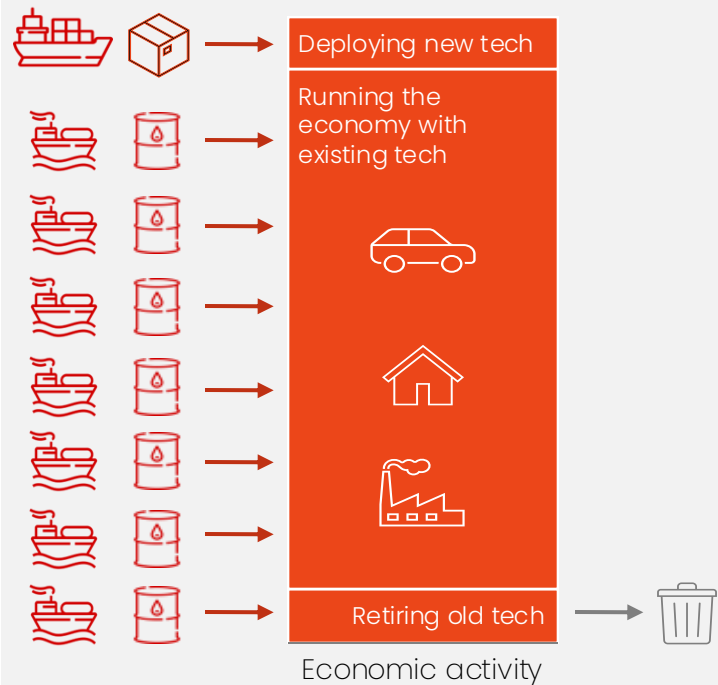 Deploying new tech
Running the
economy with
existing tech
Retiring old tech
Economic activity